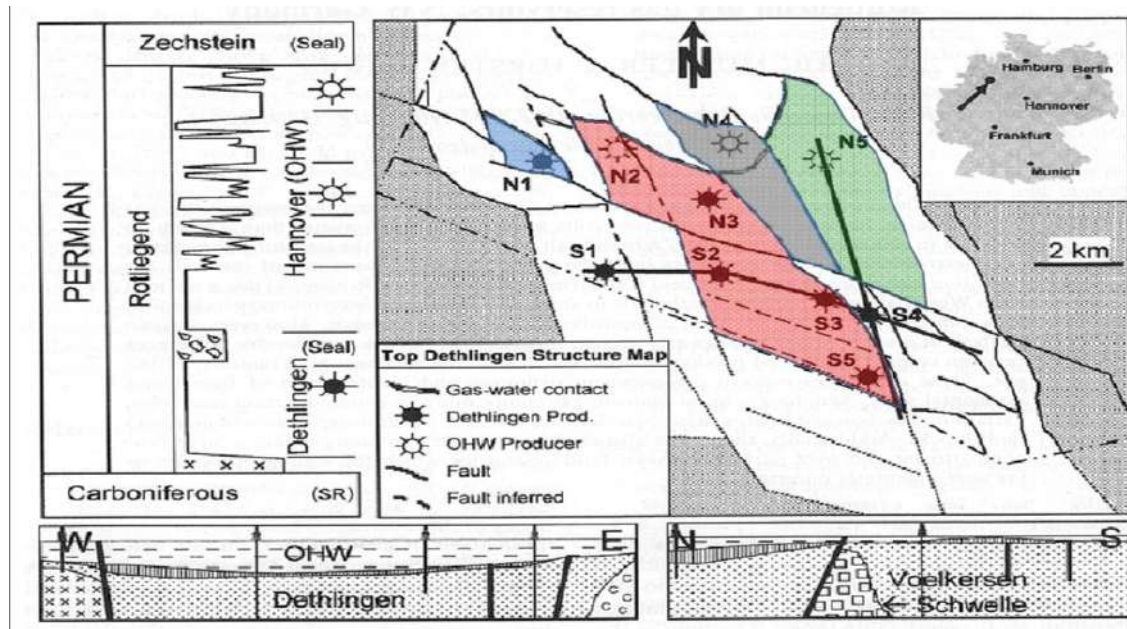 Zechstein (Seal)
PERMIAN
Rotliegend
Hannover (OHW)
(Seal)
Dethlingen
Carboniferous (SR)
N
N1
N2
N3
N4
N5
S1
S2
S3
S4
S5
Hamburg
Berlin
Hannover
Frankfurt
Munich
2 km
Top Dethlingen Structure Map
Gas water contact
Dethlingen Prod.
OHW Producer
Fault
Fault inferred
W
E
OHW
Dethlingen
N
S
Voelkersen
Schwelle